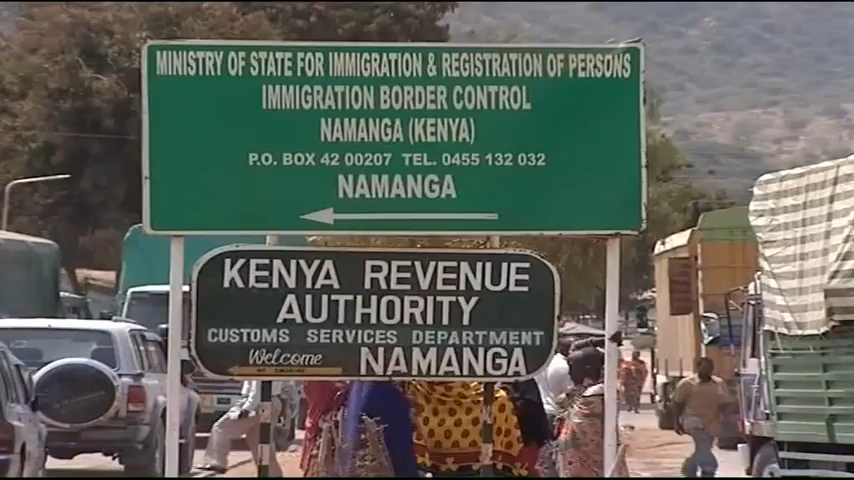 MINISTRY OF STATE FOR IMMIGRATION & REGISTRATION OF PERSONS
IMMIGRATION BORDER CONTROL
NAMANGA (KENYA)
P.O. BOX 42 00207 TEL. 0455 132 032
NAMANGA
KENYA REVENUE
AUTHORITY
CUSTOMS SERVICES DEPARTMENT
Welcome NAMANGA